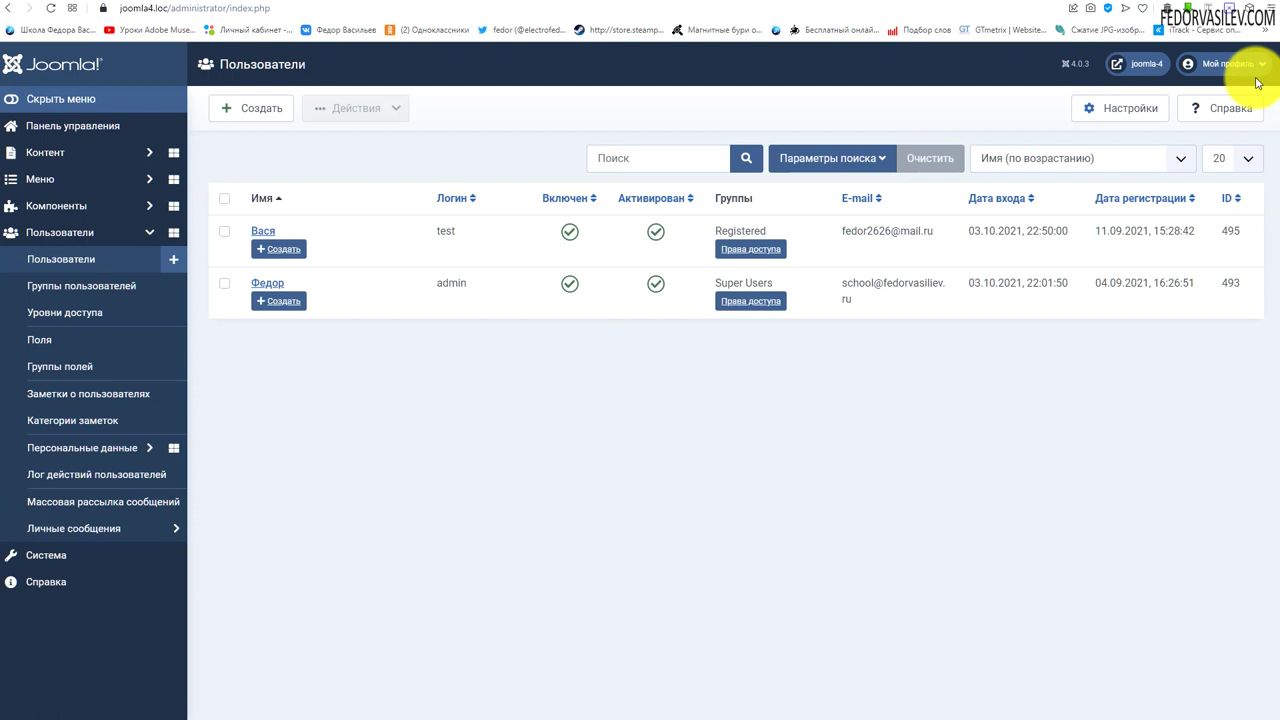 joomla4.loc/administrator/index.php
FEDORVASILEV.COM
Школа Федора Вас...
Уроки Adobe Muse...
Личный кабинет -...
Федор Васильев
(2) Одноклассники
fedor (@electrofed...
http://store.steamp...
Магнитные бури о...
Бесплатный онлай...
Подбор слов
GTmetrix | Website...
Сжатие JPG-изобр...
iTrack - Сервис оп...
Joomla!
Пользователи
4.0.3
joomla-4
Мой профиль
Скрыть меню
Панель управления
Контент
Меню
Компоненты
Пользователи
Пользователи
Группы пользователей
Уровни доступа
Поля
Группы полей
Заметки о пользователях
Категории заметок
Персональные данные
Лог действий пользователей
Массовая рассылка сообщений
Личные сообщения
Система
Справка
+ Создать
••• Действия
Настройки
? Справка
Поиск
Параметры поиска
Очистить
Имя (по возрастанию)
20
Имя Логин Включен Активирован Группы E-mail Дата входа Дата регистрации ID
Вася test Registered fedor2626@mail.ru 03.10.2021, 22:50:00 11.09.2021, 15:28:42 495
+ Создать Права доступа
Федор admin Super Users school@fedorvasiliev. 03.10.2021, 22:01:50 04.09.2021, 16:26:51 493
+ Создать Права доступа ru